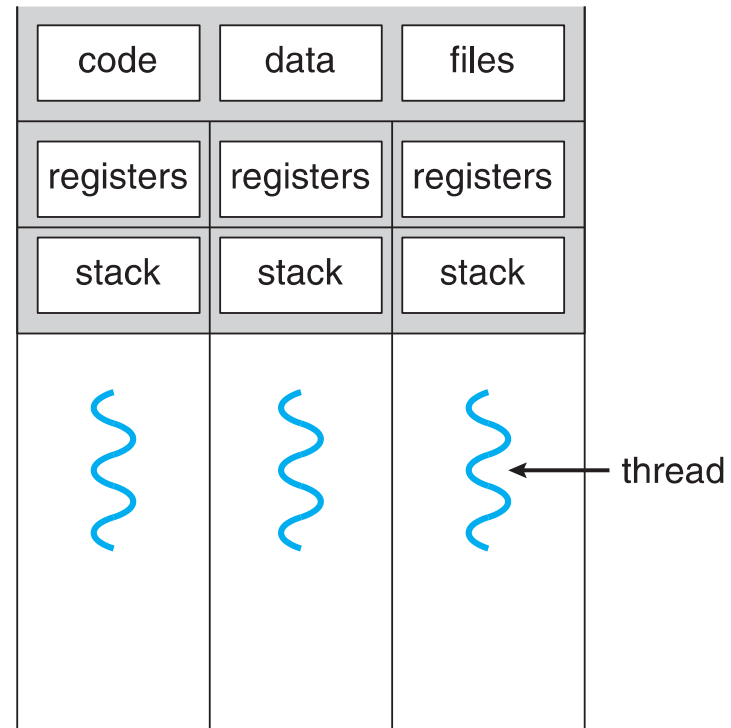 code data files
registers registers registers
stack stack stack
thread